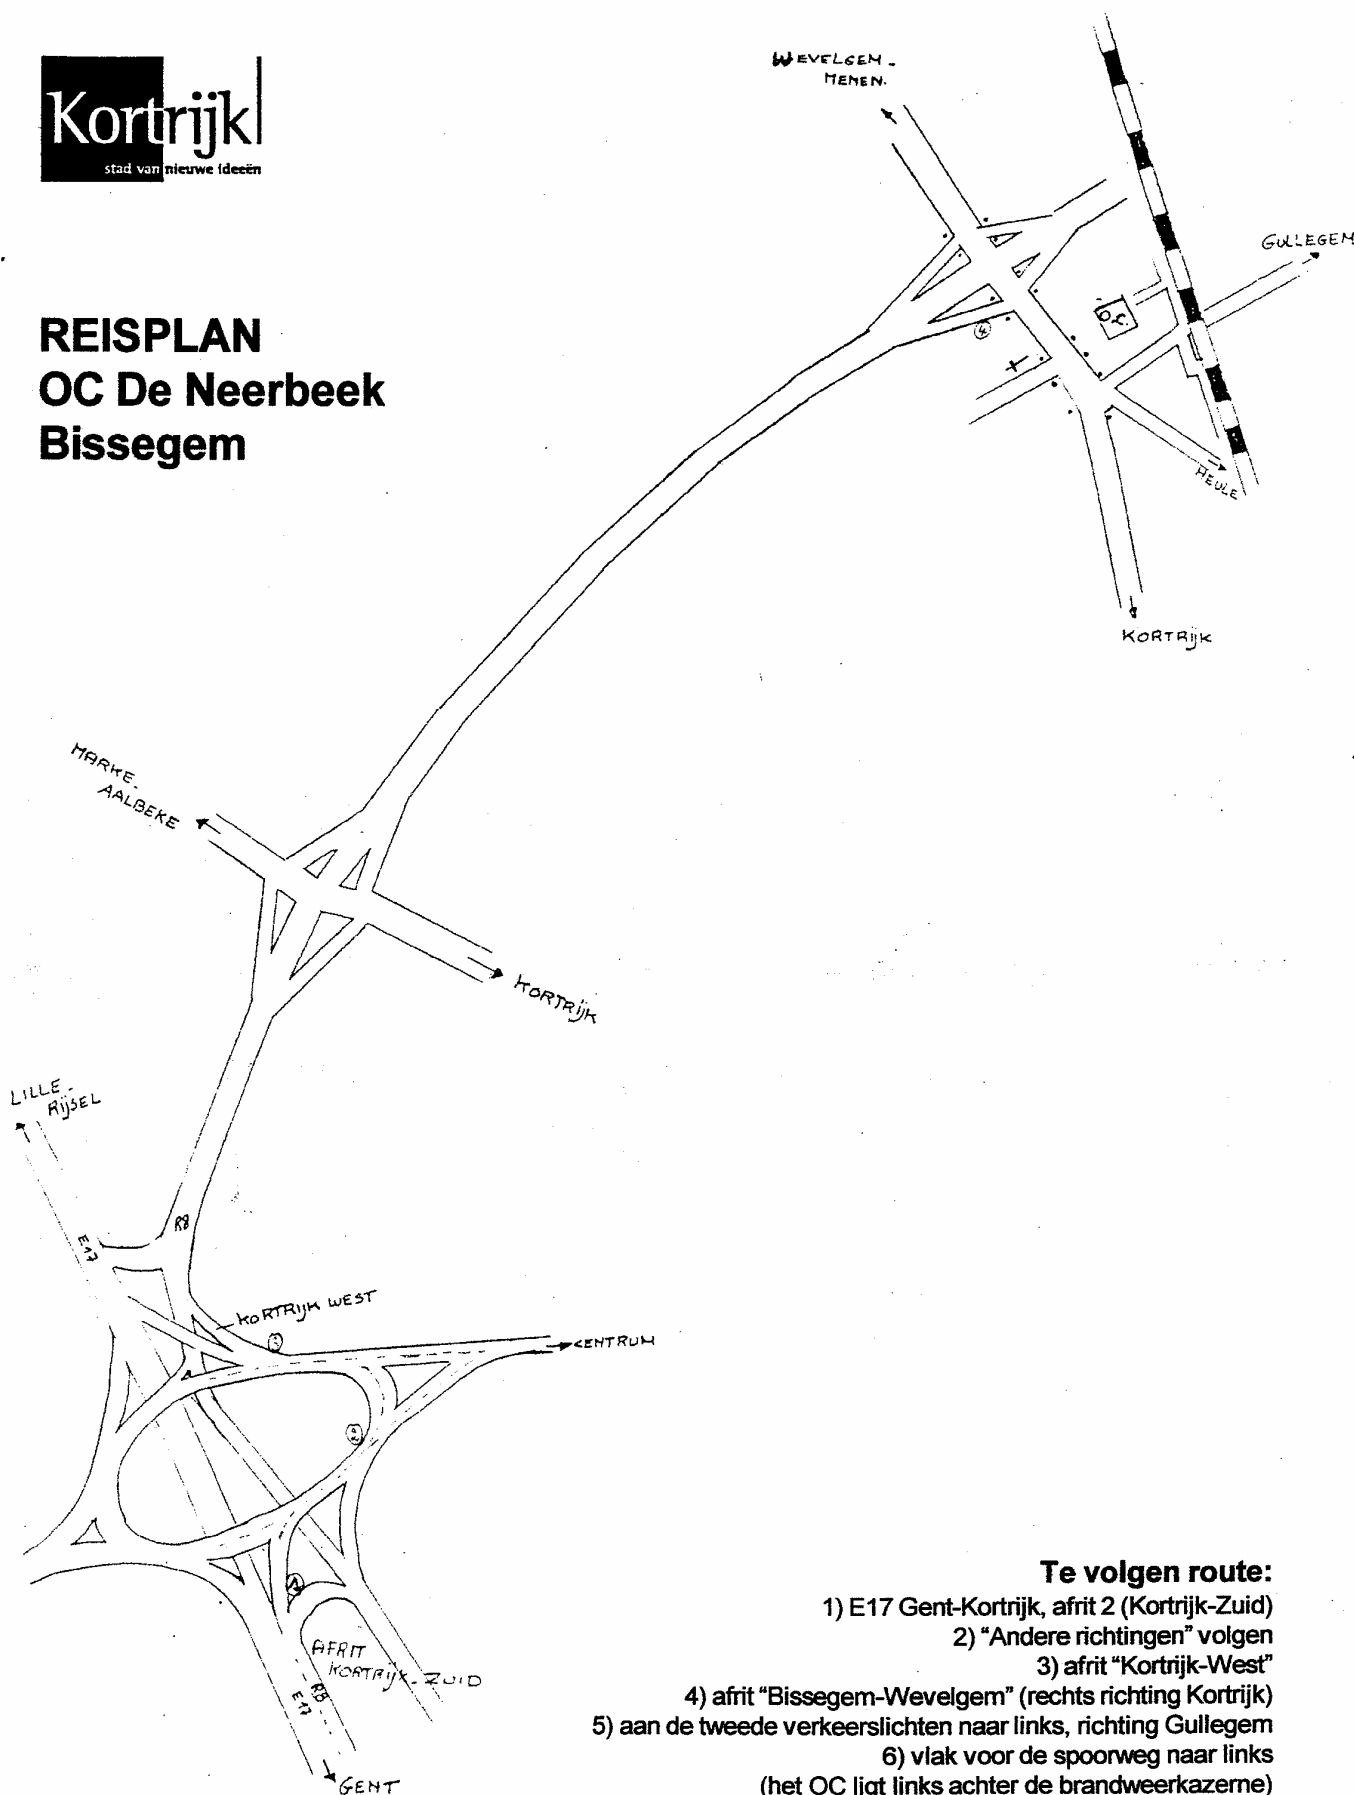 Kortrijk
stad van nieuwe ideeën
REISPLAN
OC De Neerbeek
Bissegem
WEVELGEM -
MENEN.
GULLEGEM
O.C.
4
HEULE
KORTRIJK
MARKE -
AALBEKE
KORTRIJK
LILLE -
RIJSEL
R8
E17
KORTRIJK WEST
3
CENTRUM
2
1
AFRIT
KORTRIJK-ZUID
R8
E17
GENT
Te volgen route:
1) E17 Gent-Kortrijk, afrit 2 (Kortrijk-Zuid)
2) “Andere richtingen” volgen
3) afrit “Kortrijk-West”
4) afrit “Bissegem-Wevelgem” (rechts richting Kortrijk)
5) aan de tweede verkeerslichten naar links, richting Gullegem
6) vlak voor de spoorweg naar links
(het OC ligt links achter de brandweerkazerne)